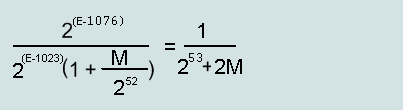 2^(E-1076) / 2^(E-1023)(1 + M/2^52) = 1 / 2^53+2M